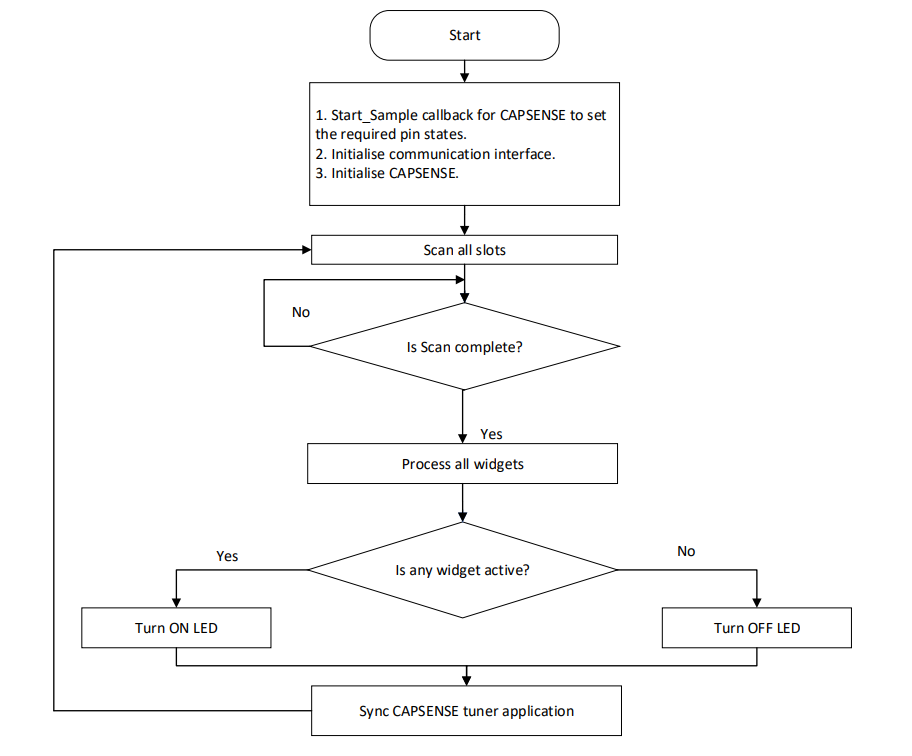 Start
1. Start_Sample callback for CAPSENSE to set
the required pin states.
2. Initialise communication interface.
3. Initialise CAPSENSE.
Scan all slots
No
Is Scan complete?
Yes
Process all widgets
Yes
No
Is any widget active?
Turn ON LED
Turn OFF LED
Sync CAPSENSE tuner application